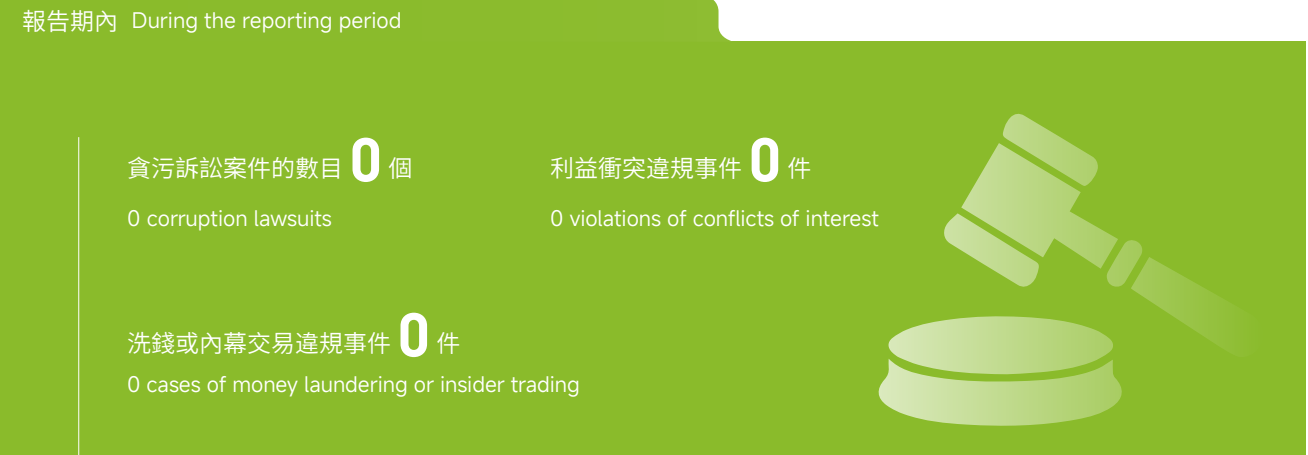 報告期內 During the reporting period
貪污訴訟案件的數目 0 個
0 corruption lawsuits
利益衝突違規事件 0 件
0 violations of conflicts of interest
洗錢或內幕交易違規事件 0 件
0 cases of money laundering or insider trading